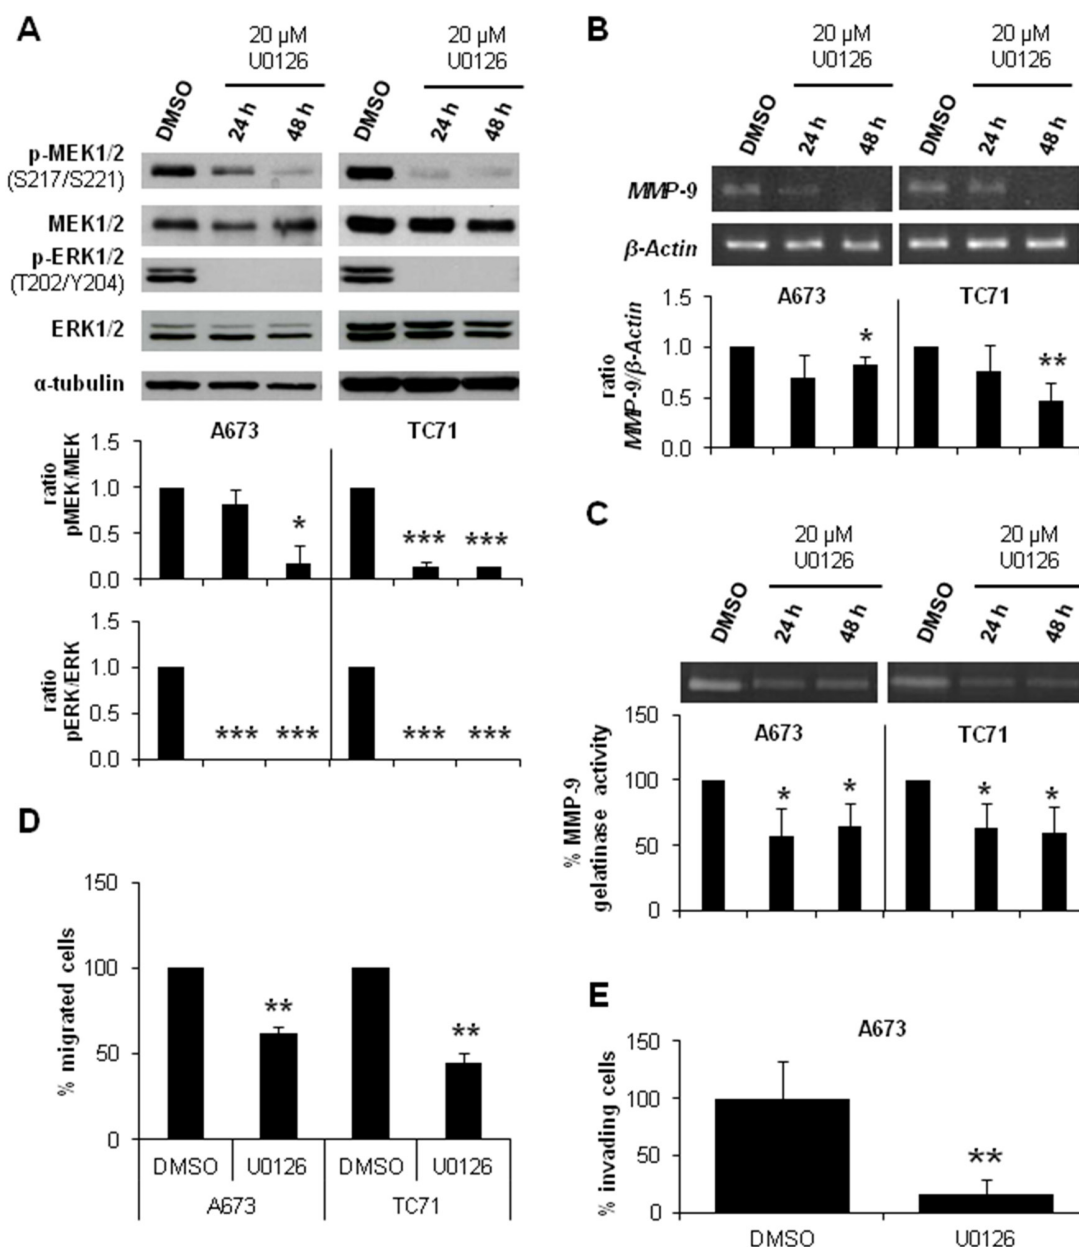 A
20 µM
U0126
20 µM
U0126
DMSO
24 h
48 h
DMSO
24 h
48 h
p-MEK1/2
(S217/S221)
MEK1/2
p-ERK1/2
(T202/Y204)
ERK1/2
α-tubulin
A673
TC71
ratio
pMEK/MEK
1.5
1.0
0.5
0.0
*
***
***
ratio
pERK/ERK
1.5
1.0
0.5
0.0
***
***
***
***
B
20 µM
U0126
20 µM
U0126
DMSO
24 h
48 h
DMSO
24 h
48 h
MMP-9
β-Actin
A673
TC71
ratio
MMP-9/β-Actin
1.5
1.0
0.5
0.0
*
**
C
20 µM
U0126
20 µM
U0126
DMSO
24 h
48 h
DMSO
24 h
48 h
A673
TC71
% MMP-9
gelatinase activity
150
100
50
0
*
*
*
*
D
% migrated cells
150
100
50
0
**
**
DMSO
U0126
DMSO
U0126
A673
TC71
E
A673
% invading cells
150
100
50
0
**
DMSO
U0126